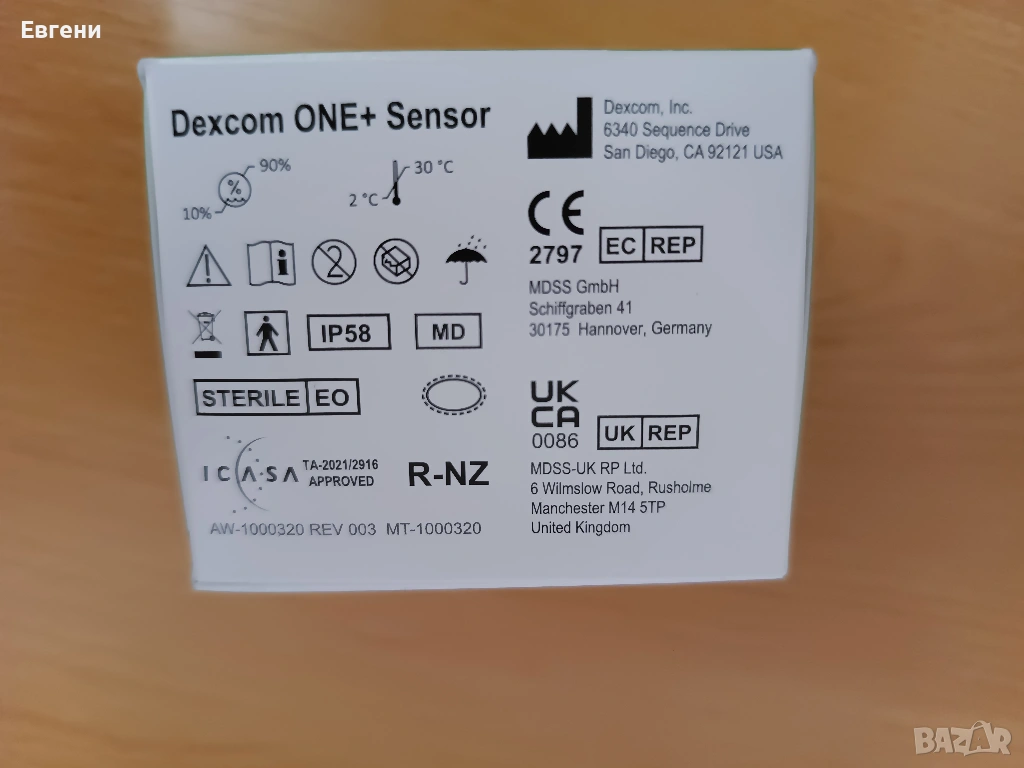 Евгени
Dexcom ONE+ Sensor
90%
10%
30 °C
2 °C
2
IP58
MD
STERILE EO
ICASA TA-2021/2916
APPROVED
R-NZ
AW-1000320 REV 003 MT-1000320
Dexcom, Inc.
6340 Sequence Drive
San Diego, CA 92121 USA
CE
2797
EC REP
MDSS GmbH
Schiffgraben 41
30175 Hannover, Germany
UK
CA
0086
UK REP
MDSS-UK RP Ltd.
6 Wilmslow Road, Rusholme
Manchester M14 5TP
United Kingdom
BAZAR